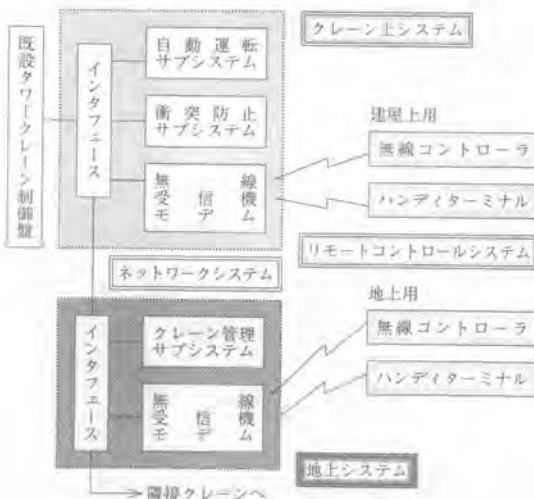 クレーン上システム
既設タワークレーン制御盤
インタフェース
自動運転
サブシステム
衝突防止
サブシステム
無線
受信機
モデム
建屋上用
無線コントローラ
ハンディターミナル
ネットワークシステム
リモートコントロールシステム
インタフェース
クレーン管理
サブシステム
無線
受信機
モデム
地上用
無線コントローラ
ハンディターミナル
地上システム
隣接クレーンへ